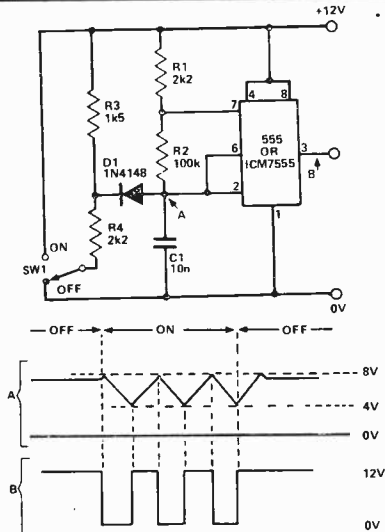 +12V
R1
2k2
R3
1k5
4
8
7
R2
100k
555
OR
ICM7555
3
B
D1
1N4148
6
2
A
R4
2k2
1
C1
10n
ON
SW1
OFF
0V
OFF
ON
OFF
8V
A
4V
0V
12V
B
0V